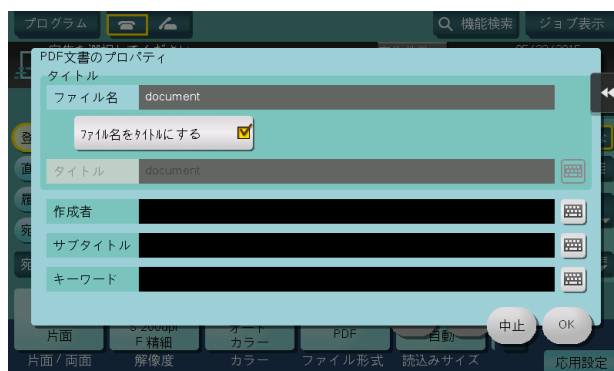 プログラム
機能検索
ジョブ表示
PDF文書のプロパティ
タイトル
ファイル名
document
ファイル名をタイトルにする
タイトル
document
作成者
サブタイトル
キーワード
中止
OK
片面
F 精細
オート
カラー
PDF
自動
片面 / 両面
解像度
カラー
ファイル形式
読込みサイズ
応用設定